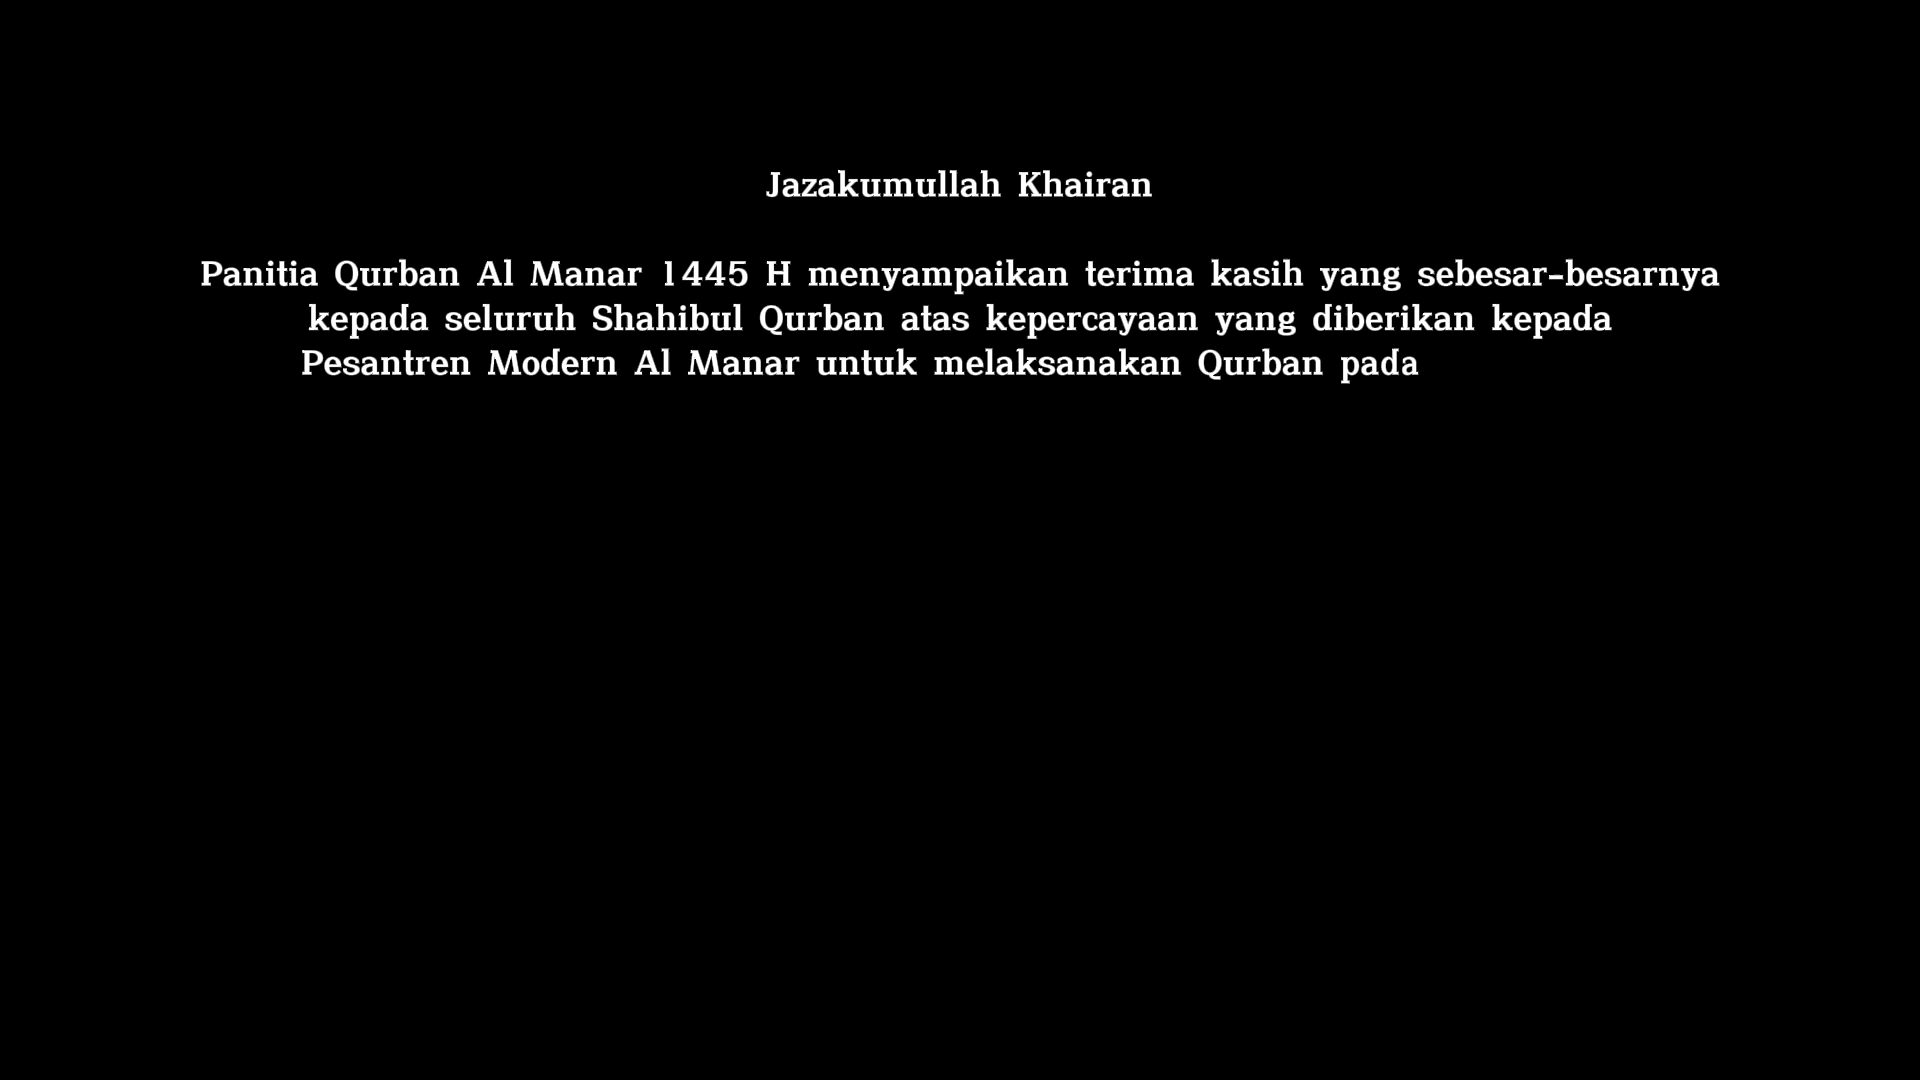 Jazakumullah Khairan
Panitia Qurban Al Manar 1445 H menyampaikan terima kasih yang sebesar-besarnya
kepada seluruh Shahibul Qurban atas kepercayaan yang diberikan kepada
Pesantren Modern Al Manar untuk melaksanakan Qurban pada